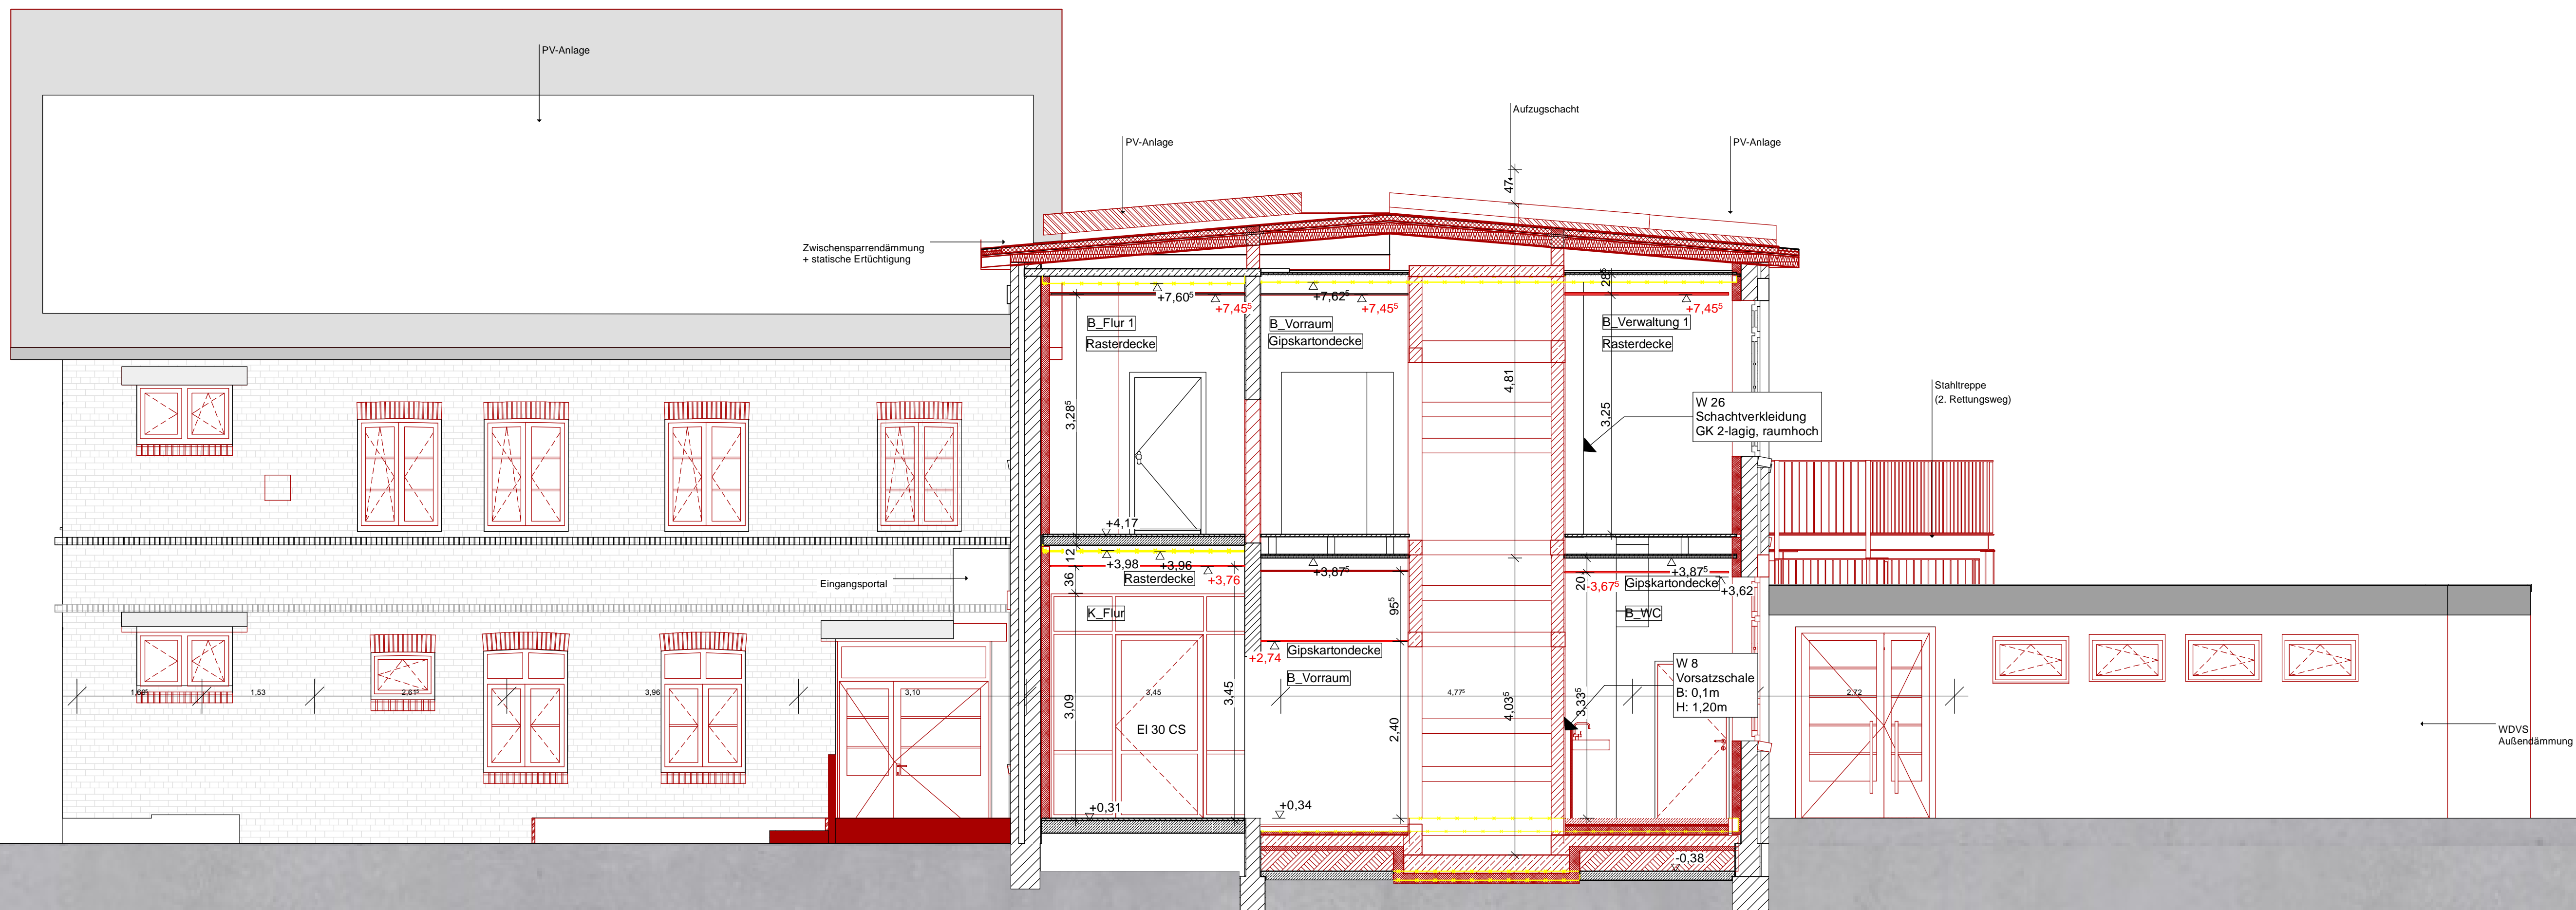 PV-Anlage
Aufzugschacht
PV-Anlage
PV-Anlage
47
Zwischensparrendämmung
+ statische Ertüchtigung
+7,60⁵
+7,45⁵
+7,62⁵
+7,45⁵
28⁵
+7,45⁵
B_Flur 1
Rasterdecke
B_Vorraum
Gipskartondecke
B_Verwaltung 1
Rasterdecke
3,28⁵
4,81
3,25
W 26
Schachtverkleidung
GK 2-lagig, raumhoch
Stahltreppe
(2. Rettungsweg)
+4,17
12
+3,98
+3,96
+3,87⁵
+3,87⁵
36
Rasterdecke
+3,76
20
-3,67⁵
Gipskartondecke
+3,62
Eingangsportal
K_Flur
95⁵
B_WC
+2,74
Gipskartondecke
B_Vorraum
W 8
Vorsatzschale
B: 0,1m
H: 1,20m
1,69⁵
1,53
2,61⁵
3,96
3,10
3,45
4,77⁵
2,72
3,09
3,45
2,40
4,03⁵
3,33⁵
EI 30 CS
WDVS
Außendämmung
+0,31
+0,34
-0,38